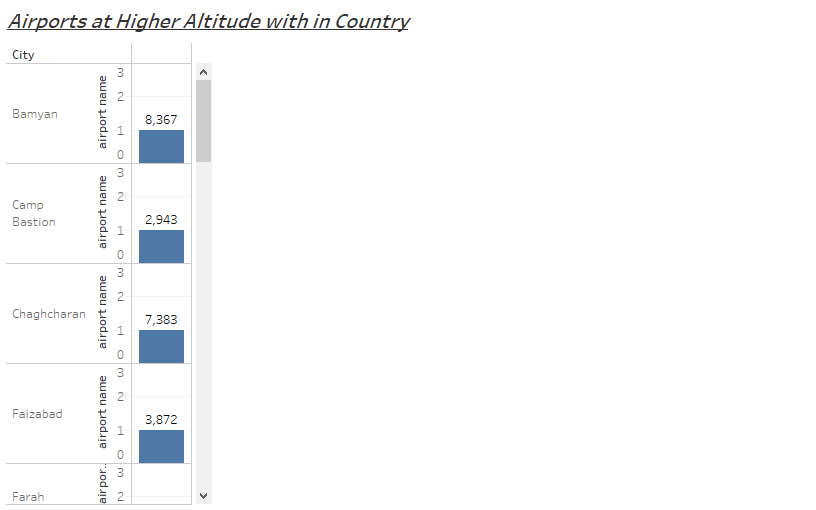 Airports at Higher Altitude with in Country
City
Bamyan
airport name
3
2
1
0
8,367
Camp
Bastion
airport name
3
2
1
0
2,943
Chaghcharan
airport name
3
2
1
0
7,383
Faizabad
airport name
3
2
1
0
3,872
Farah
airpor..
3
2